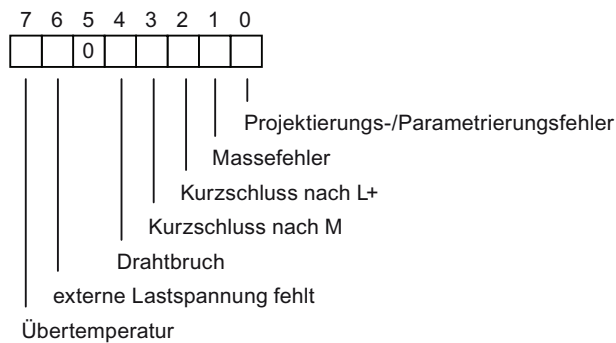 7 6 5 4 3 2 1 0
0
Projektierungs-/Parametrierungsfehler
Massefehler
Kurzschluss nach L+
Kurzschluss nach M
Drahtbruch
externe Lastspannung fehlt
Übertemperatur